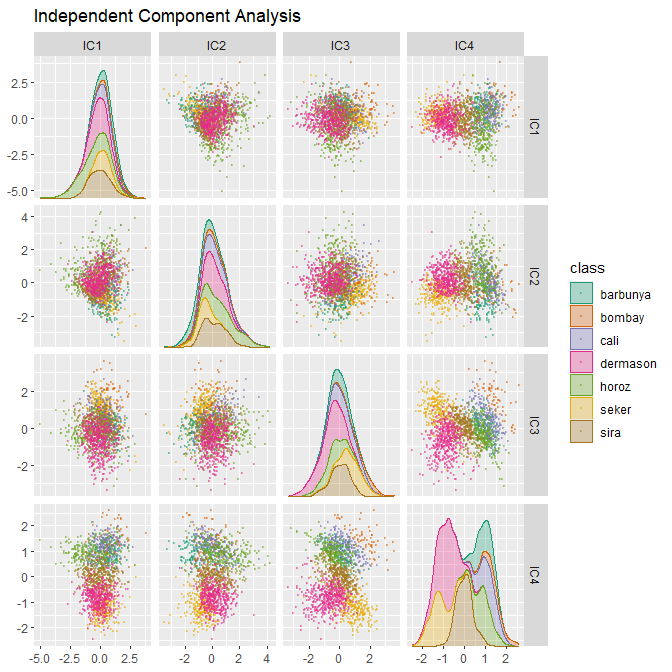 Independent Component Analysis
IC1 IC2 IC3 IC4
2.5
0.0
-2.5
-5.0
IC1
4
2
0
-2
IC2
2
0
-2
IC3
2
1
0
-1
-2
IC4
-5.0 -2.5 0.0 2.5 -2 0 2 4 -2 0 2 -2 -1 0 1 2
class
barbunya
bombay
cali
dermason
horoz
seker
sira